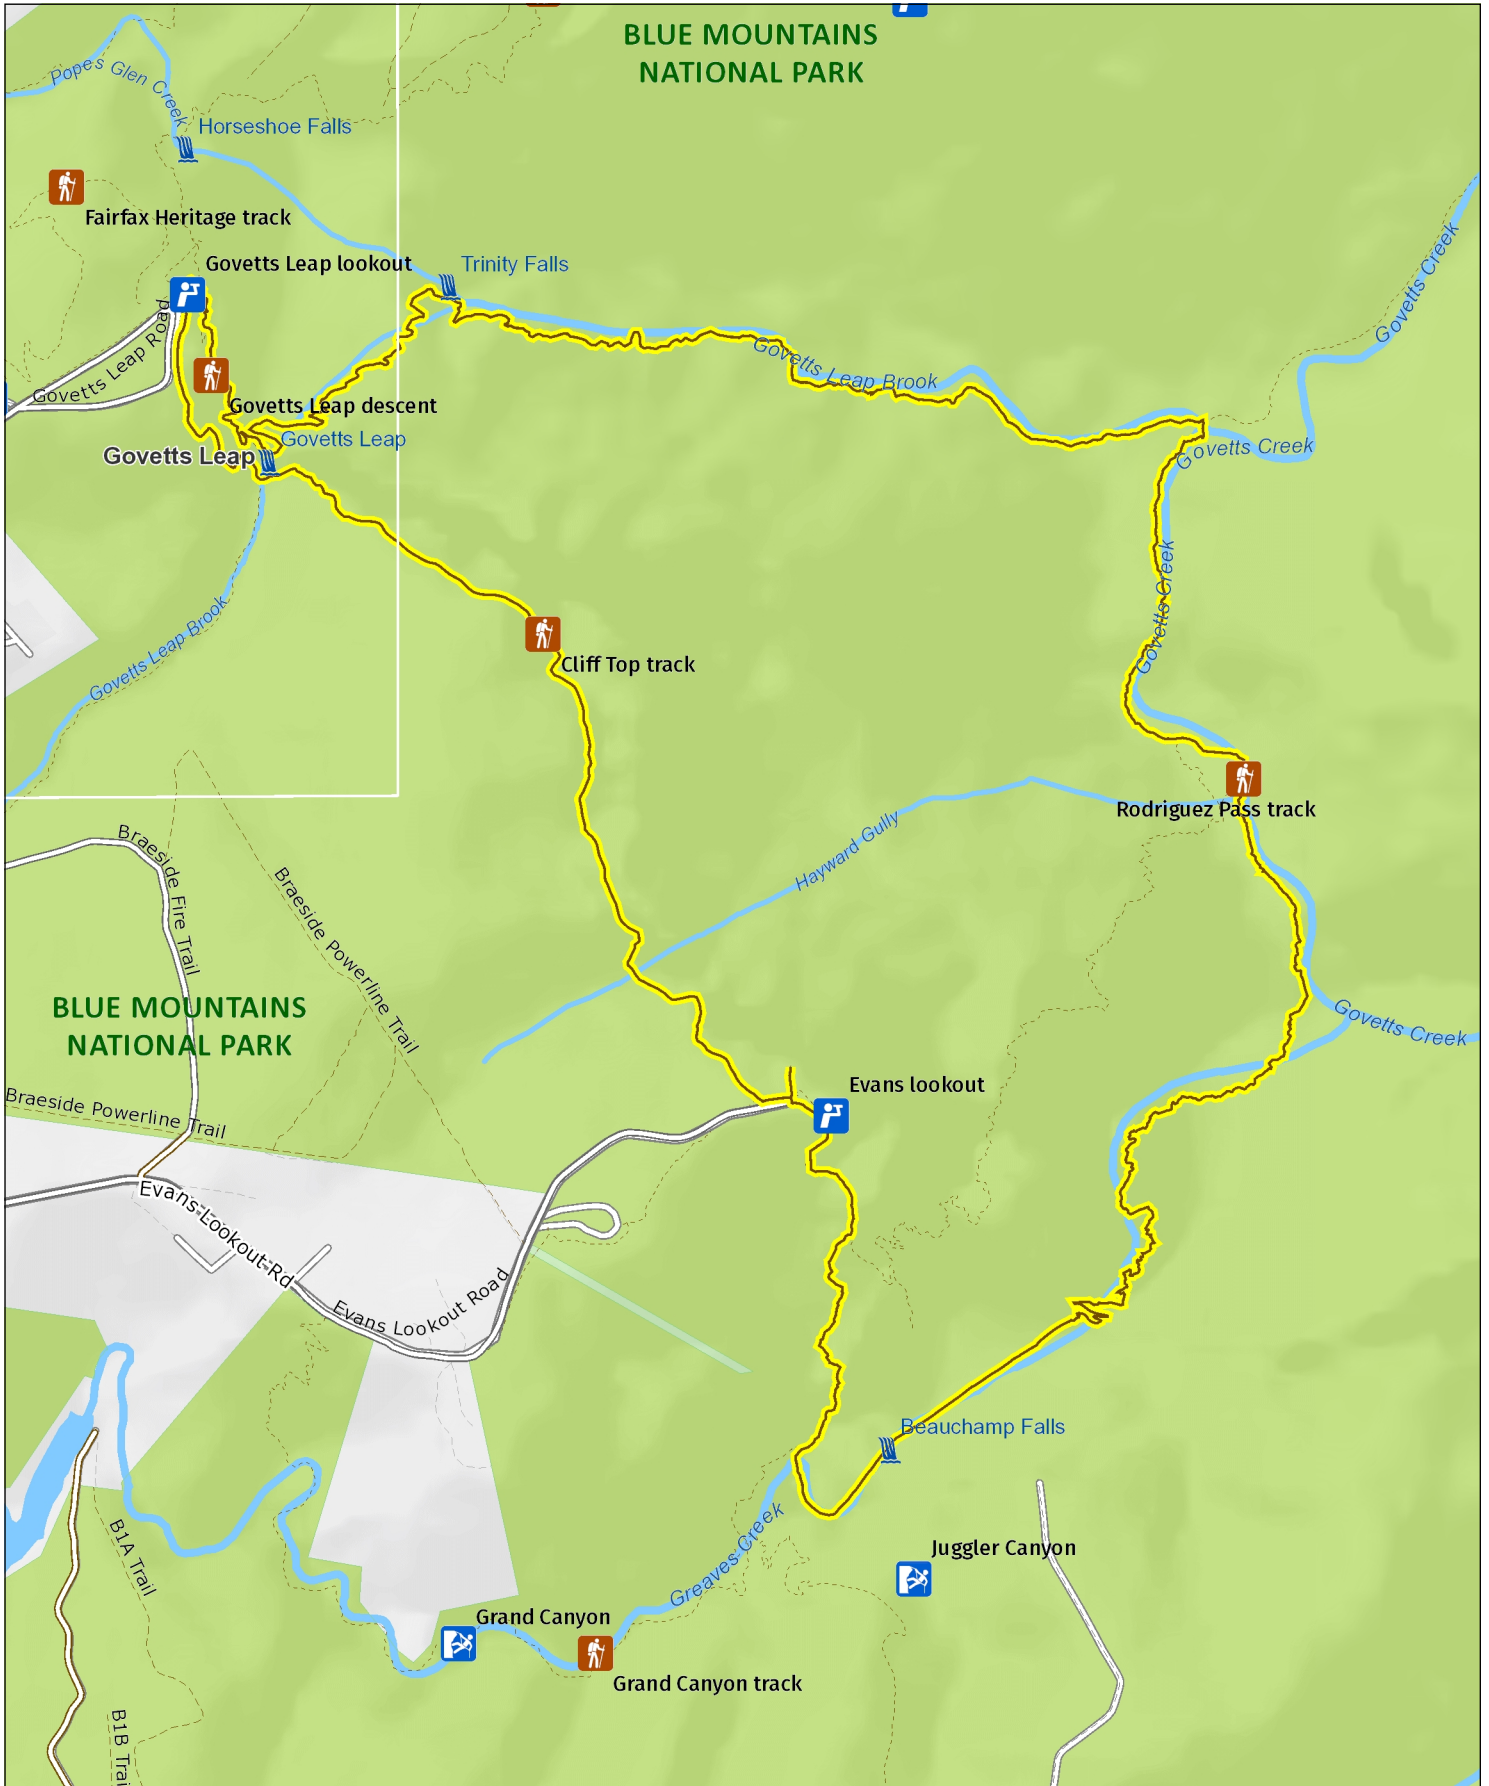 BLUE MOUNTAINS
NATIONAL PARK
Pope's Glen Creek
Horseshoe Falls
Fairfax Heritage track
Govetts Leap lookout
Trinity Falls
Govetts Creek
Govetts Leap Road
Govetts Leap Brook
Govetts Leap descent
Govetts Leap
Govetts Leap
Govetts Creek
Govetts Creek
Govetts Leap Brook
Cliff Top track
Rodriguez Pass track
Hayward Gully
Braeside Fire Trail
Braeside Powerline Trail
BLUE MOUNTAINS
NATIONAL PARK
Govetts Creek
Evans lookout
Braeside Powerline Trail
Evans Lookout Rd
Evans Lookout Road
Beauchamp Falls
B1A Trail
Greaves Creek
Juggler Canyon
Grand Canyon
Grand Canyon track
B1B Trai